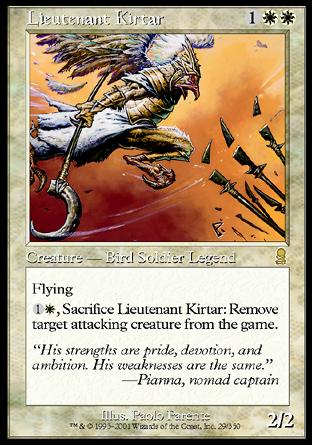 Lieutenant Kirtar 1
Creature — Bird Soldier Legend
Flying
1, Sacrifice Lieutenant Kirtar: Remove
target attacking creature from the game.
“His strengths are pride, devotion, and
ambition. His weaknesses are the same.”
—Pianna, nomad captain
2/2
Illus. Paolo Parente
™ & © 1993-2001 Wizards of the Coast, Inc. 29/350